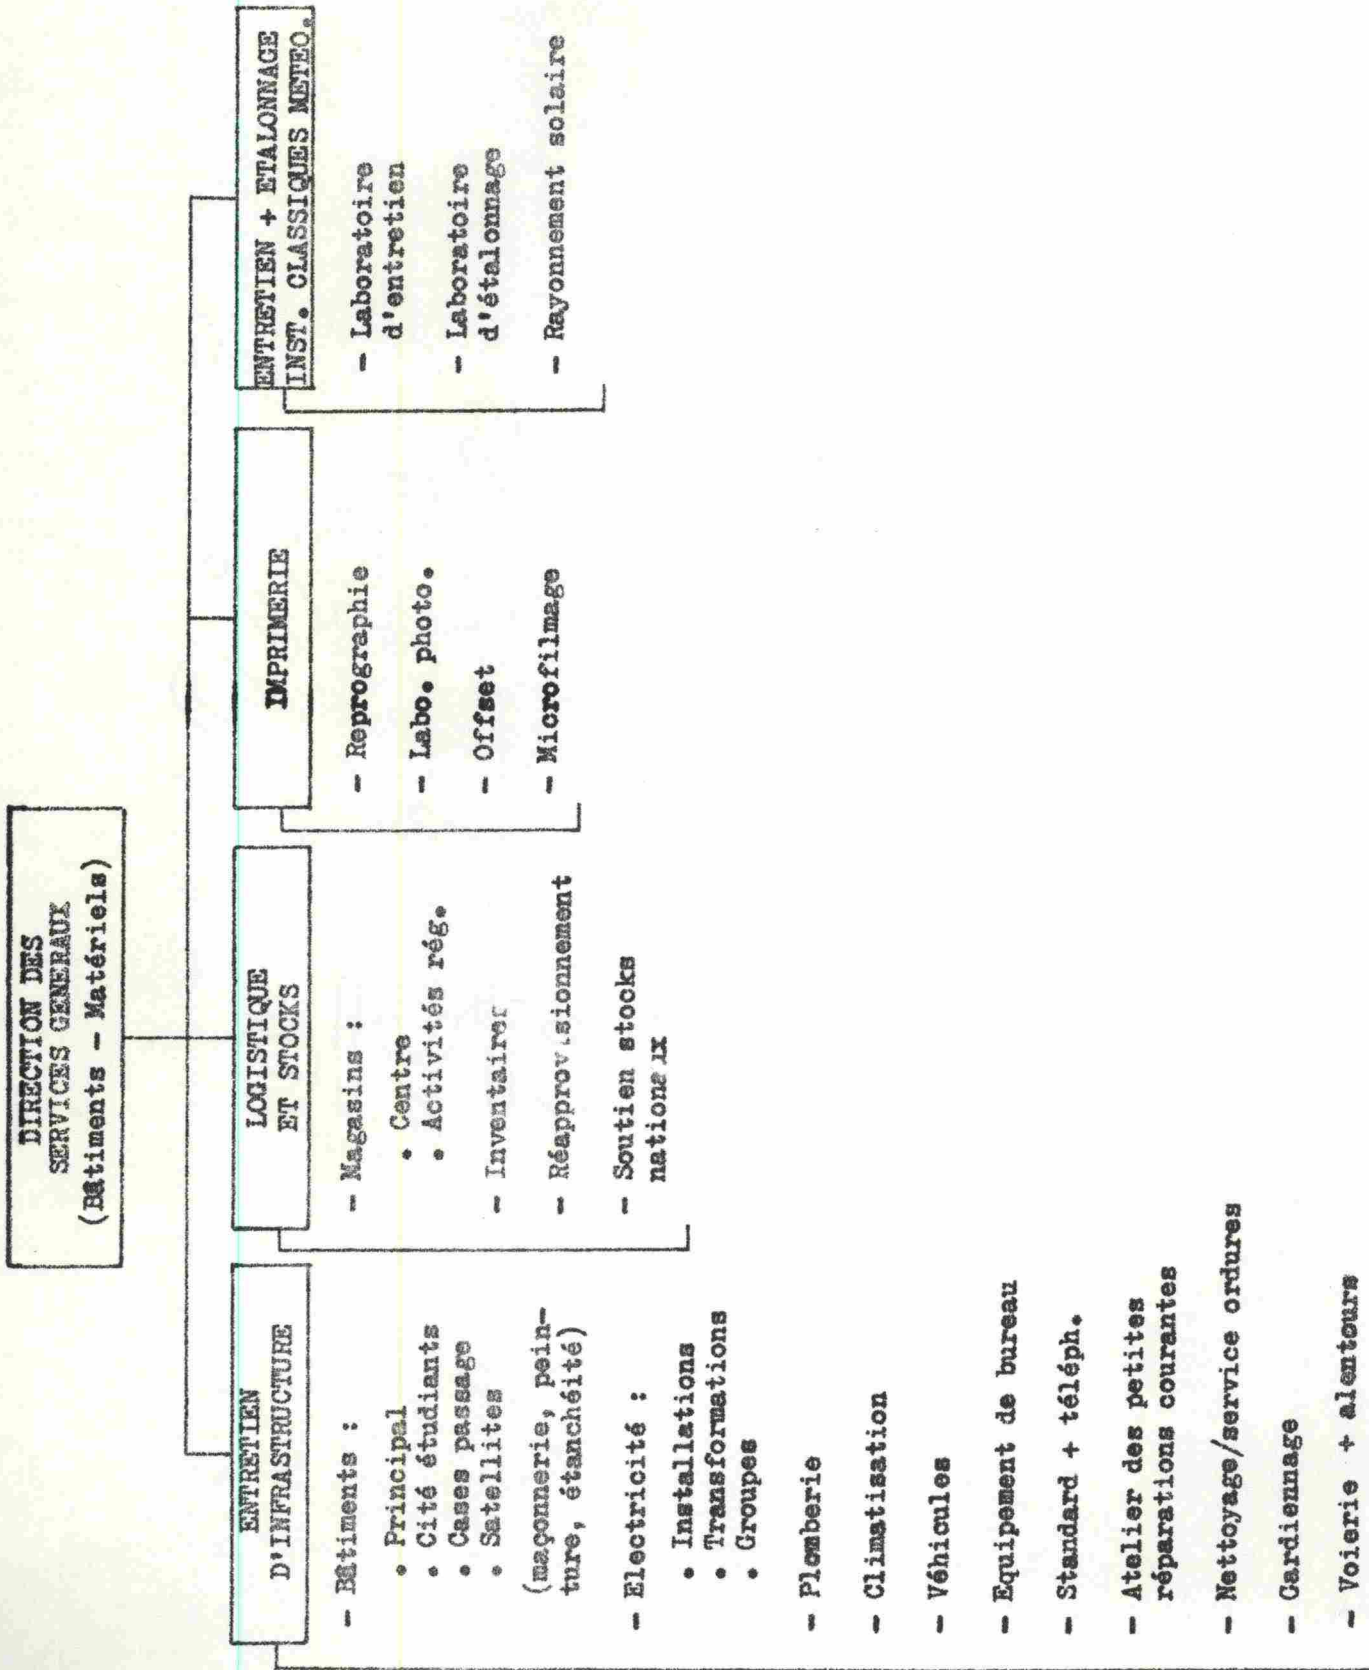 DIRECTION DES
SERVICES GENERAUX
(Bâtiments - Matériels)
ENTRETIEN
D'INFRASTRUCTURE
- Bâtiments :
• Principal
• Cité étudiants
• Cases passage
• Satellites
(maçonnerie, pein-
ture, étanchéité)
- Electricité :
• Installations
• Transformations
• Groupes
- Plomberie
- Climatisation
- Véhicules
- Equipement de bureau
- Standard + téléph.
- Atelier des petites
réparations courantes
- Nettoyage/service ordures
- Gardiennage
- Voierie + alentours
LOGISTIQUE
ET STOCKS
- Magasins :
• Centre
• Activités rég.
- Inventaires
- Réapprovisionnement
- Soutien stocks
nationaux
IMPRIMERIE
- Reprographie
- Labo. photo.
- Offset
- Microfilmage
ENTRETIEN + ETALONNAGE
INST. CLASSIQUES METEO.
- Laboratoire
d'entretien
- Laboratoire
d'étalonnage
- Rayonnement solaire